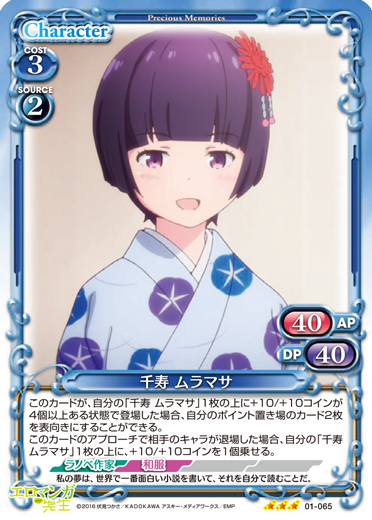 Precious Memories
Character
COST
3
SOURCE
2
40 AP
DP 40
千寿 ムラマサ
このカードが、自分の「千寿 ムラマサ」1枚の上に+10/+10コインが
4個以上ある状態で登場した場合、自分のポイント置き場のカード2枚
を表向きにすることができる。
このカードのアプローチで相手のキャラが退場した場合、自分の「千寿
ムラマサ」1枚の上に、+10/+10コインを1個乗せる。
ラノベ作家 和服
私の夢は、世界で一番面白い小説を書いて、それを自分で読むことだ。
エロマンガ先生
©2016 伏見つかさ/KADOKAWA アスキー・メディアワークス/EMP
01-065